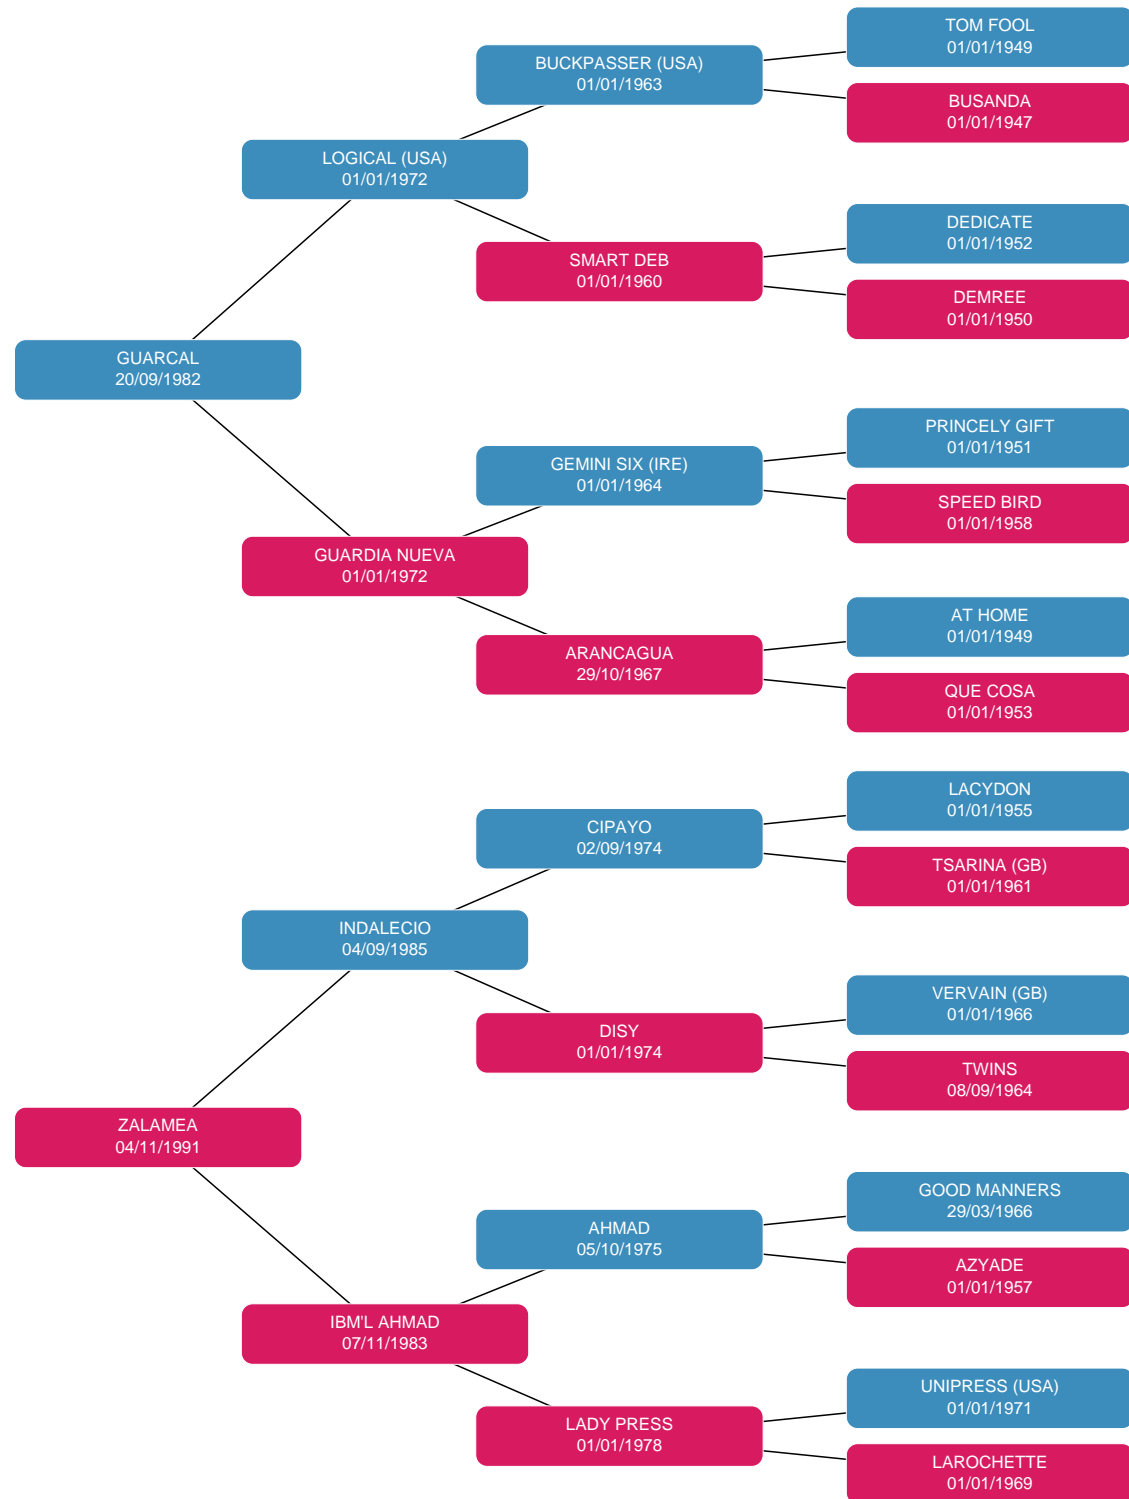 TOM FOOL
01/01/1949
BUCKPASSER (USA)
01/01/1963
BUSANDA
01/01/1947
LOGICAL (USA)
01/01/1972
DEDICATE
01/01/1952
SMART DEB
01/01/1960
DEMREE
01/01/1950
GUARCAL
20/09/1982
PRINCELY GIFT
01/01/1951
GEMINI SIX (IRE)
01/01/1964
SPEED BIRD
01/01/1958
GUARDIA NUEVA
01/01/1972
AT HOME
01/01/1949
ARANCAGUA
29/10/1967
QUE COSA
01/01/1953
LACYDON
01/01/1955
CIPAYO
02/09/1974
TSARINA (GB)
01/01/1961
INDALECIO
04/09/1985
VERVAIN (GB)
01/01/1966
DISY
01/01/1974
TWINS
08/09/1964
ZALAMEA
04/11/1991
GOOD MANNERS
29/03/1966
AHMAD
05/10/1975
AZYADE
01/01/1957
IBM'L AHMAD
07/11/1983
UNIPRESS (USA)
01/01/1971
LADY PRESS
01/01/1978
LAROCHETTE
01/01/1969